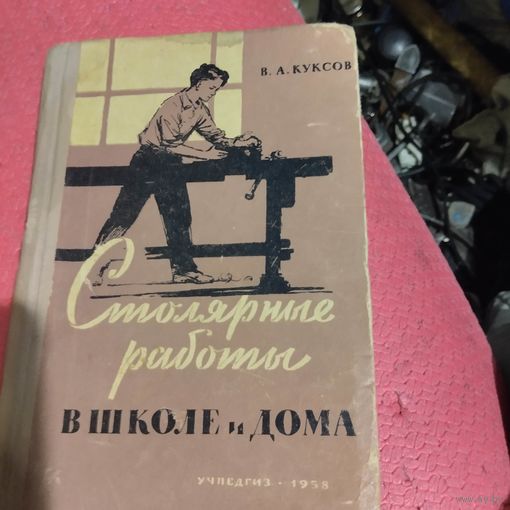 В. А. КУКСОВ
Столярные
работы
В ШКОЛЕ и ДОМА
УЧПЕДГИЗ · 1958